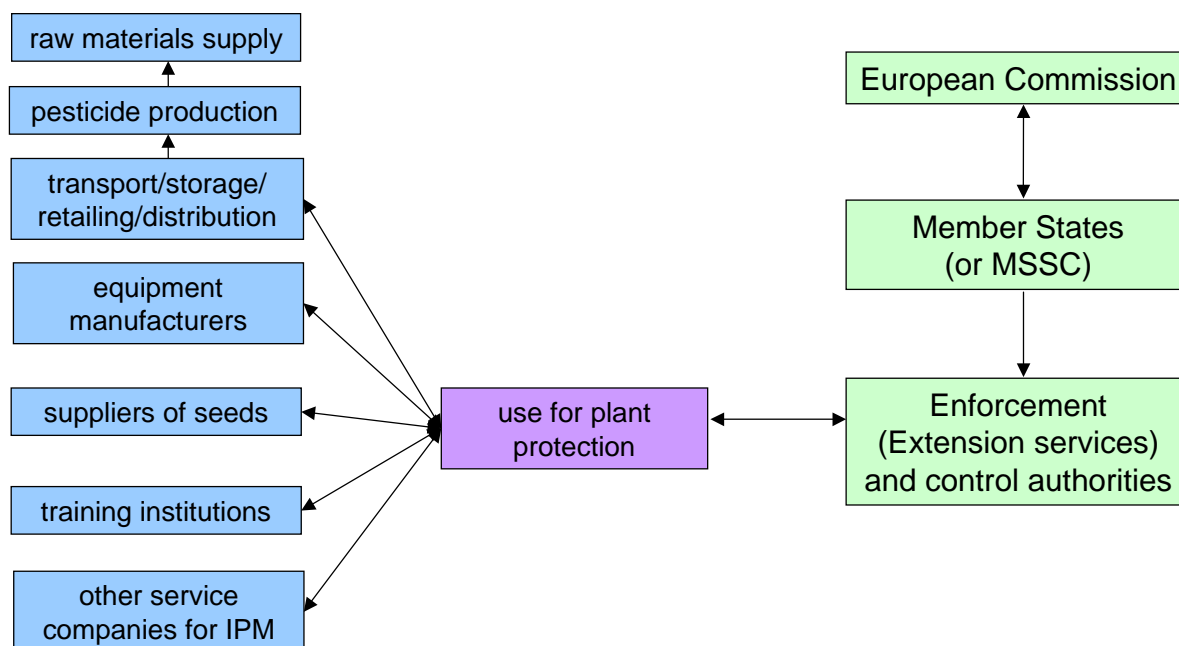 raw materials supply
pesticide production
transport/storage/
retailing/distribution
equipment
manufacturers
suppliers of seeds
training institutions
other service
companies for IPM
use for plant
protection
European Commission
Member States
(or MSSC)
Enforcement
(Extension services)
and control authorities